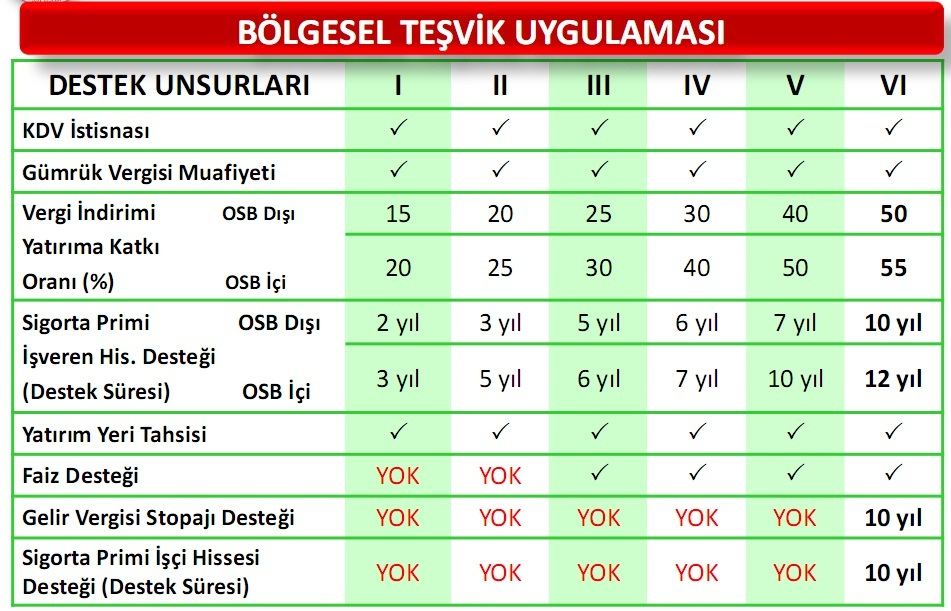 BÖLGESEL TEŞVİK UYGULAMASI
DESTEK UNSURLARI I II III IV V VI
KDV İstisnası ✓ ✓ ✓ ✓ ✓ ✓
Gümrük Vergisi Muafiyeti ✓ ✓ ✓ ✓ ✓ ✓
Vergi İndirimi OSB Dışı 15 20 25 30 40 50
Yatırıma Katkı
Oranı (%) OSB İçi 20 25 30 40 50 55
Sigorta Primi OSB Dışı 2 yıl 3 yıl 5 yıl 6 yıl 7 yıl 10 yıl
İşveren His. Desteği
(Destek Süresi) OSB İçi 3 yıl 5 yıl 6 yıl 7 yıl 10 yıl 12 yıl
Yatırım Yeri Tahsisi ✓ ✓ ✓ ✓ ✓ ✓
Faiz Desteği YOK YOK ✓ ✓ ✓ ✓
Gelir Vergisi Stopajı Desteği YOK YOK YOK YOK YOK 10 yıl
Sigorta Primi İşçi Hissesi
Desteği (Destek Süresi) YOK YOK YOK YOK YOK 10 yıl